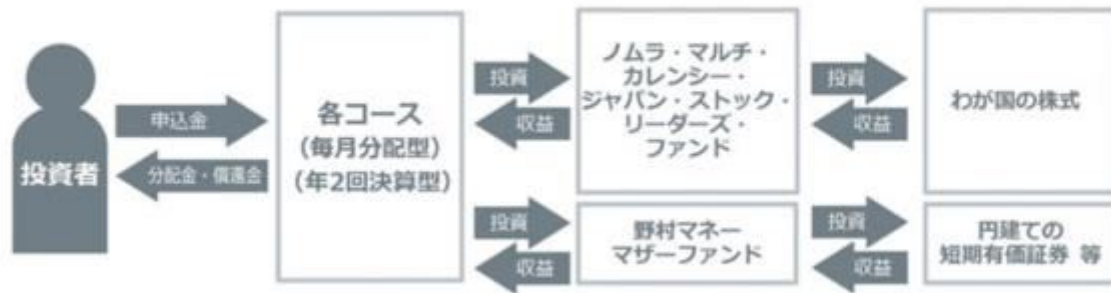 投資者
申込金
分配金・償還金
各コース
（毎月分配型）
（年2回決算型）
投資
収益
ノムラ・マルチ・
カレンシー・
ジャパン・ストック・
リーダーズ・
ファンド
投資
収益
わが国の株式
投資
収益
野村マネー
マザーファンド
投資
収益
円建ての
短期有価証券 等